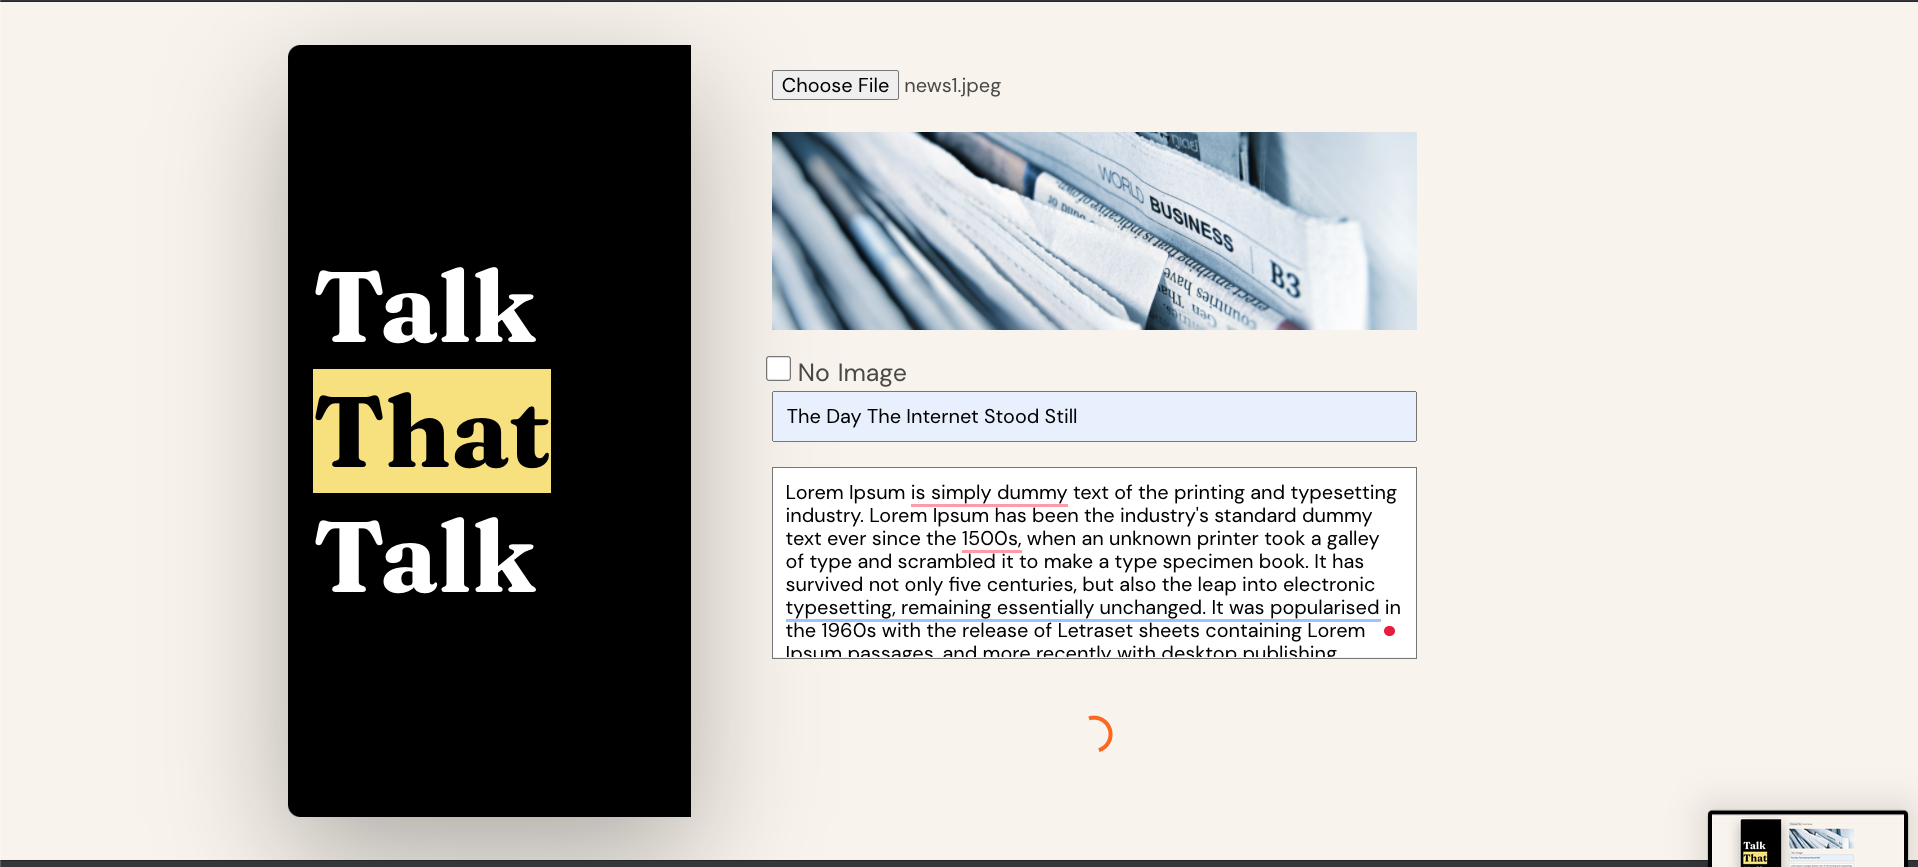 Talk
That
Talk
Choose File news1.jpeg
WORLD BUSINESS B3
No Image
The Day The Internet Stood Still
Lorem Ipsum is simply dummy text of the printing and typesetting
industry. Lorem Ipsum has been the industry's standard dummy
text ever since the 1500s, when an unknown printer took a galley
of type and scrambled it to make a type specimen book. It has
survived not only five centuries, but also the leap into electronic
typesetting, remaining essentially unchanged. It was popularised in
the 1960s with the release of Letraset sheets containing Lorem
Ipsum passages, and more recently with desktop publishing
Talk
That